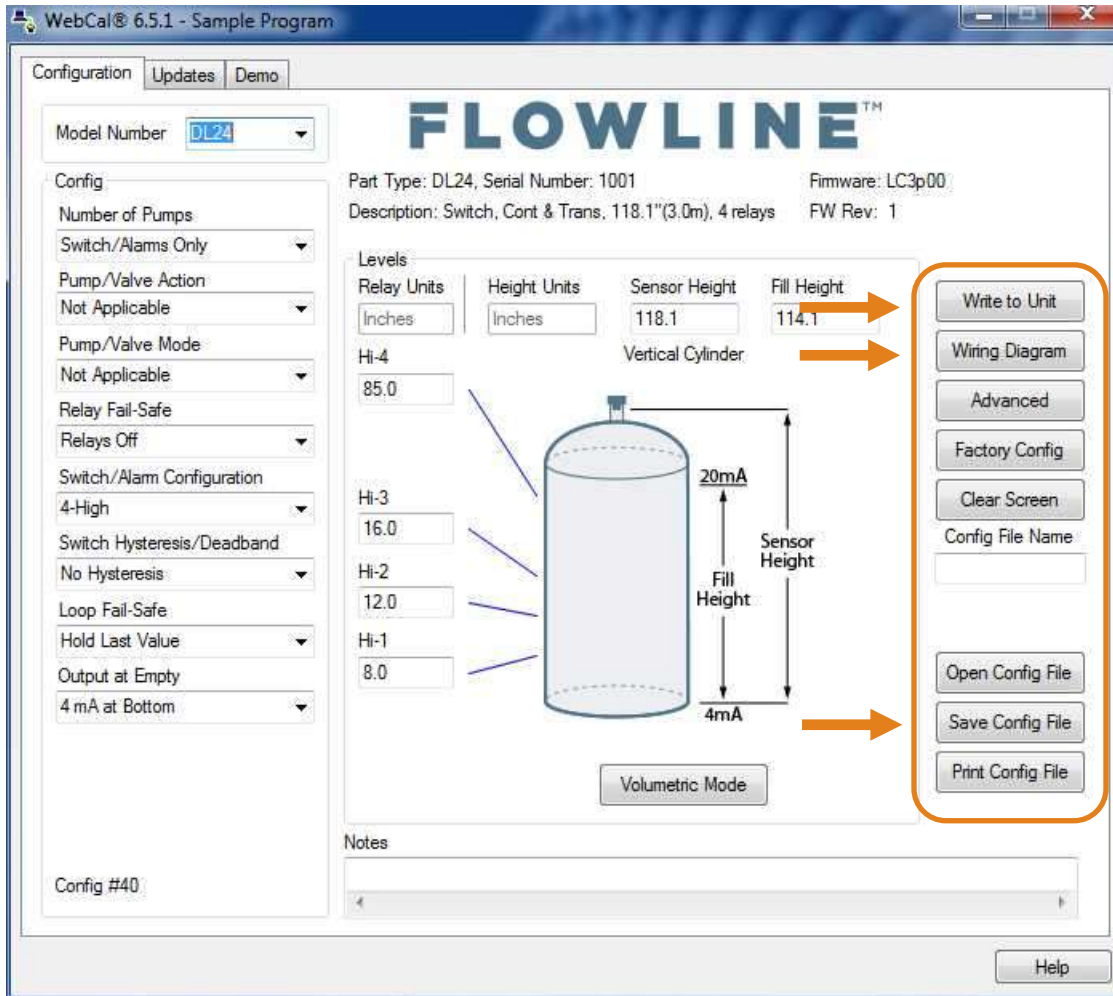 WebCal® 6.5.1 - Sample Program
Configuration Updates Demo
Model Number DL24
FLOWLINE™
Part Type: DL24, Serial Number: 1001 Firmware: LC3p00
Description: Switch, Cont & Trans, 118.1"(3.0m), 4 relays FW Rev: 1
Config
Number of Pumps
Switch/Alarms Only
Pump/Valve Action
Not Applicable
Pump/Valve Mode
Not Applicable
Relay Fail-Safe
Relays Off
Switch/Alarm Configuration
4-High
Switch Hysteresis/Deadband
No Hysteresis
Loop Fail-Safe
Hold Last Value
Output at Empty
4 mA at Bottom
Config #40
Levels
Relay Units Height Units Sensor Height Fill Height
Inches Inches 118.1 114.1
Vertical Cylinder
Hi-4
85.0
Hi-3
16.0
Hi-2
12.0
Hi-1
8.0
20mA
Fill
Height
Sensor
Height
4mA
Volumetric Mode
Write to Unit
Wiring Diagram
Advanced
Factory Config
Clear Screen
Config File Name
Open Config File
Save Config File
Print Config File
Notes
Help